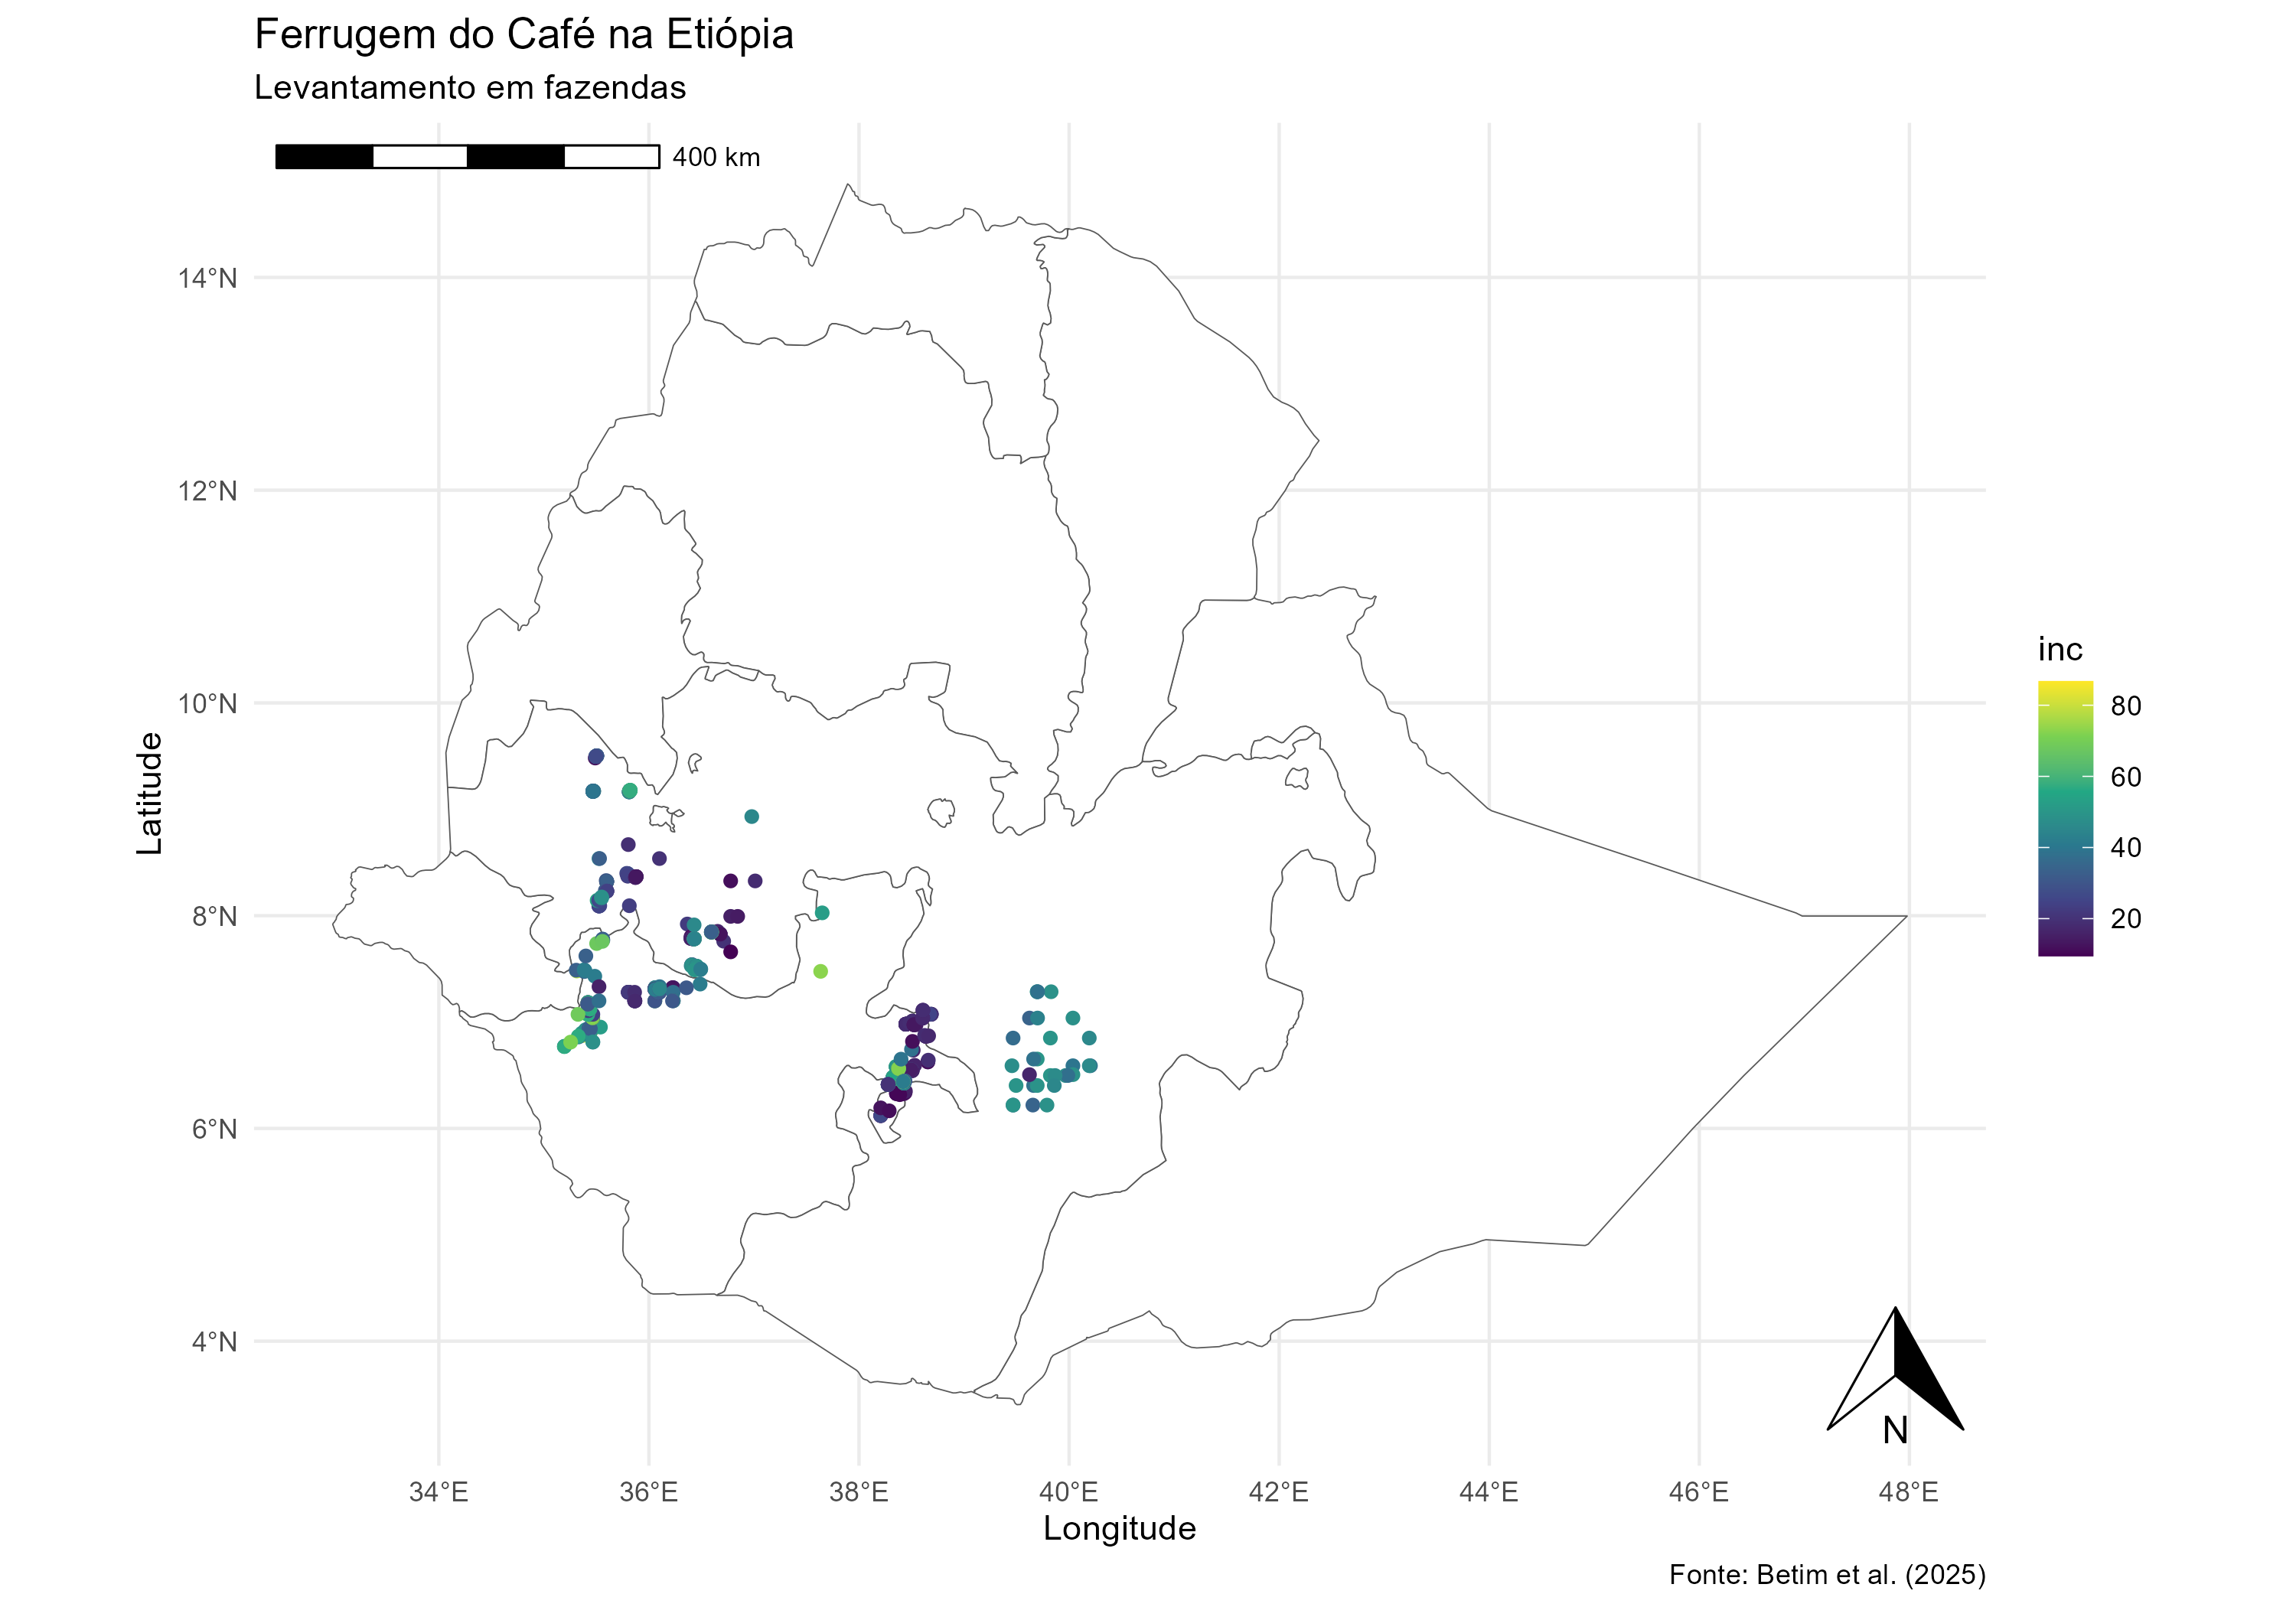 Ferrugem do Café na Etiópia
Levantamento em fazendas
400 km
14°N
12°N
10°N
8°N
6°N
4°N
Latitude
34°E
36°E
38°E
40°E
42°E
44°E
46°E
48°E
Longitude
inc
80
60
40
20
N
Fonte: Betim et al. (2025)